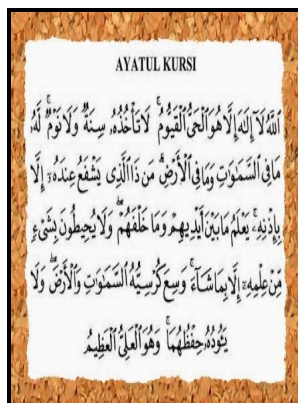 AYATUL KURSI
ٱللَّهُ لَآ إِلَٰهَ إِلَّا هُوَ ٱلْحَىُّ ٱلْقَيُّومُ ۚ لَا تَأْخُذُهُۥ سِنَةٌ وَلَا نَوْمٌ ۚ لَّهُۥ
مَا فِى ٱلسَّمَٰوَٰتِ وَمَا فِى ٱلْأَرْضِ ۗ مَن ذَا ٱلَّذِى يَشْفَعُ عِندَهُۥٓ إِلَّا
بِإِذْنِهِۦ ۚ يَعْلَمُ مَا بَيْنَ أَيْدِيهِمْ وَمَا خَلْفَهُمْ ۖ وَلَا يُحِيطُونَ بِشَىْءٍ
مِّنْ عِلْمِهِۦٓ إِلَّا بِمَا شَآءَ ۚ وَسِعَ كُرْسِيُّهُ ٱلسَّمَٰوَٰتِ وَٱلْأَرْضَ ۖ وَلَا
يَـُٔودُهُۥ حِفْظُهُمَا ۚ وَهُوَ ٱلْعَلِىُّ ٱلْعَظِيمُ